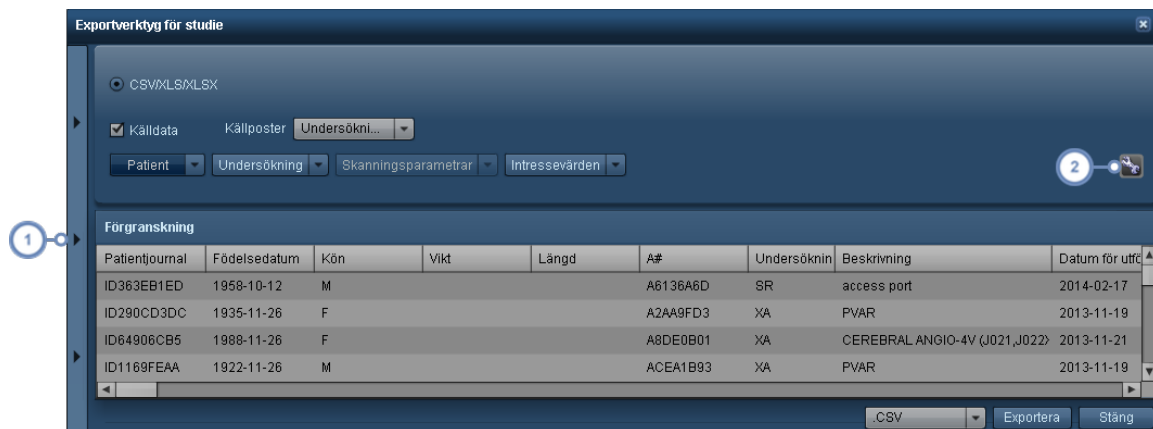 Exportverktyg för studie
CSV/XLS/XLSX
Källdata Källposter Undersökni...
Patient Undersökning Skanningsparametrar Intressevärden
2
1
Förgranskning
Patientjournal Födelsedatum Kön Vikt Längd A# Undersöknin Beskrivning Datum för utfö
ID363EB1ED 1958-10-12 M A6136A6D SR access port 2014-02-17
ID290CD3DC 1935-11-26 F A2AA9FD3 XA PVAR 2013-11-19
ID64906CB5 1988-11-26 F A8DE0B01 XA CEREBRAL ANGIO-4V (J021,J022) 2013-11-21
ID1169FEAA 1922-11-26 M ACEA1B93 XA PVAR 2013-11-19
.CSV Exportera Stäng